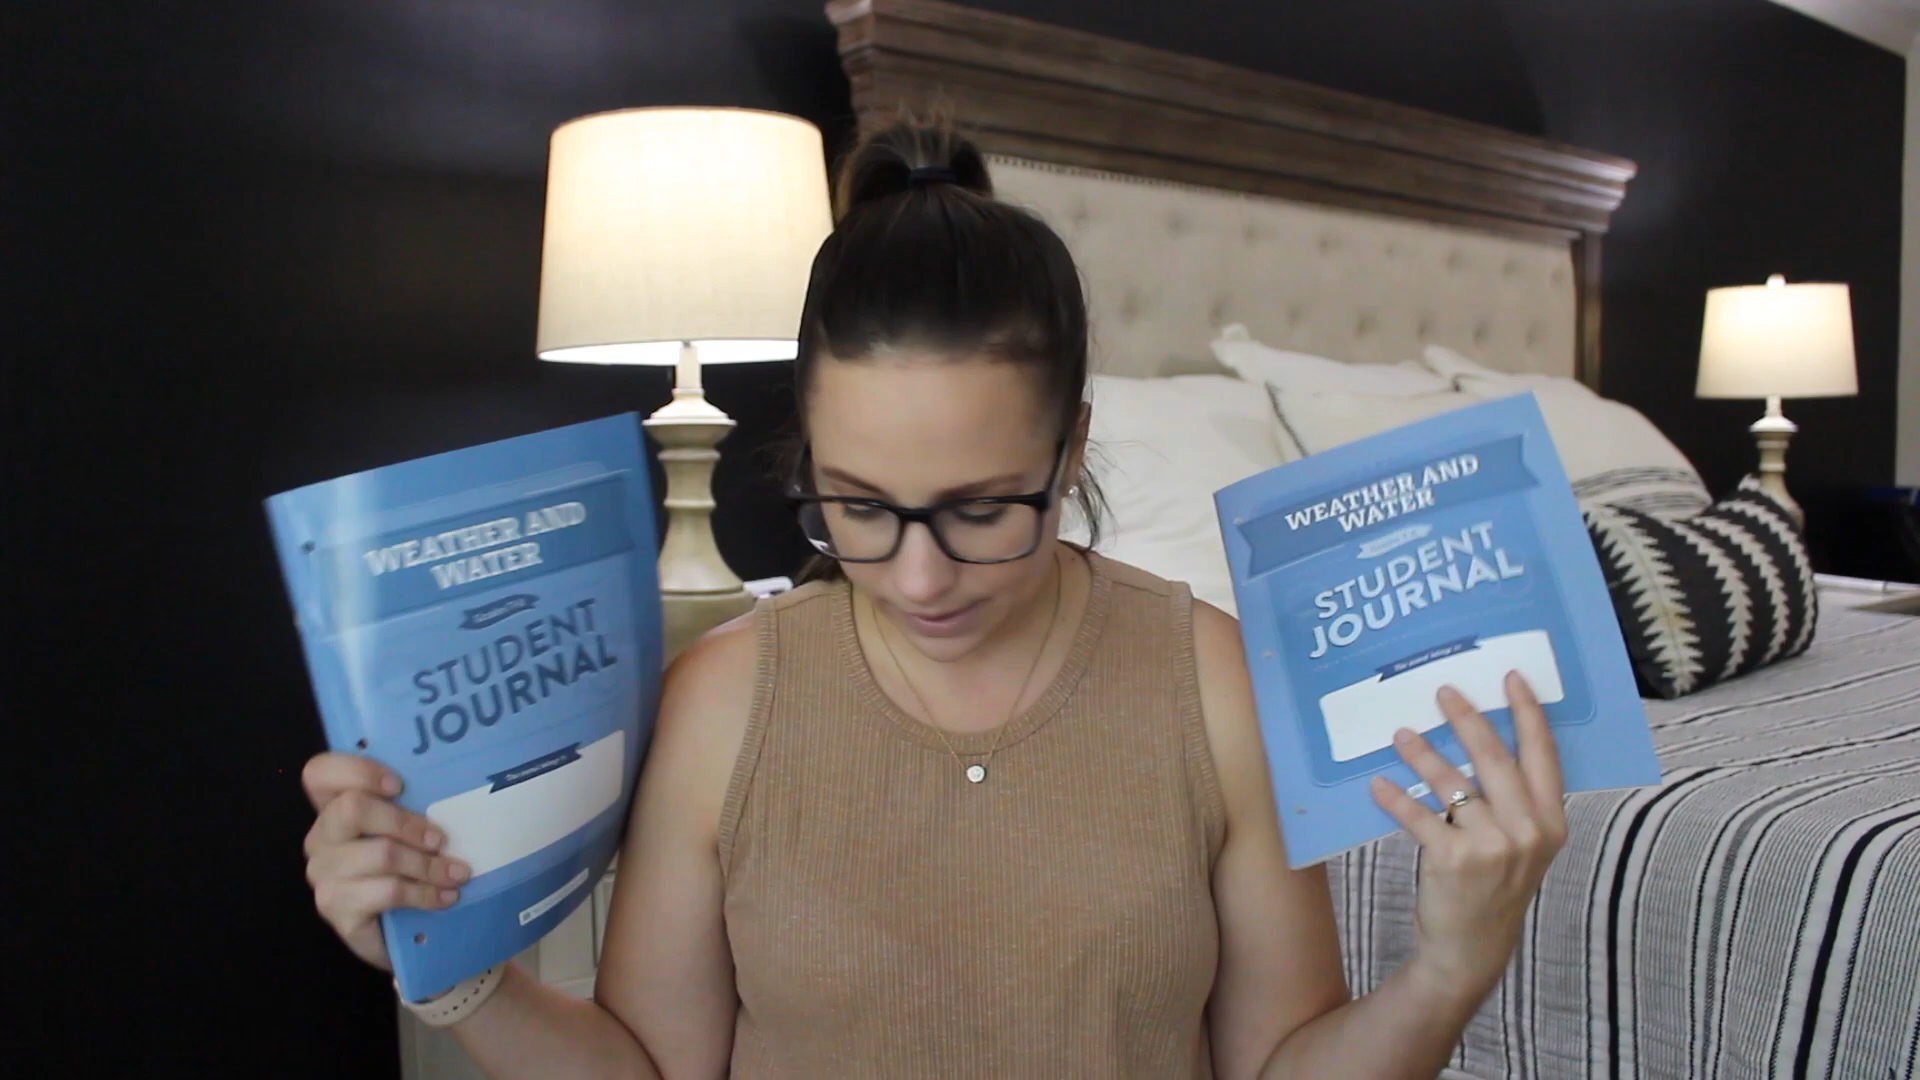 WEATHER AND
WATER
STUDENT
JOURNAL
WEATHER AND
WATER
STUDENT
JOURNAL